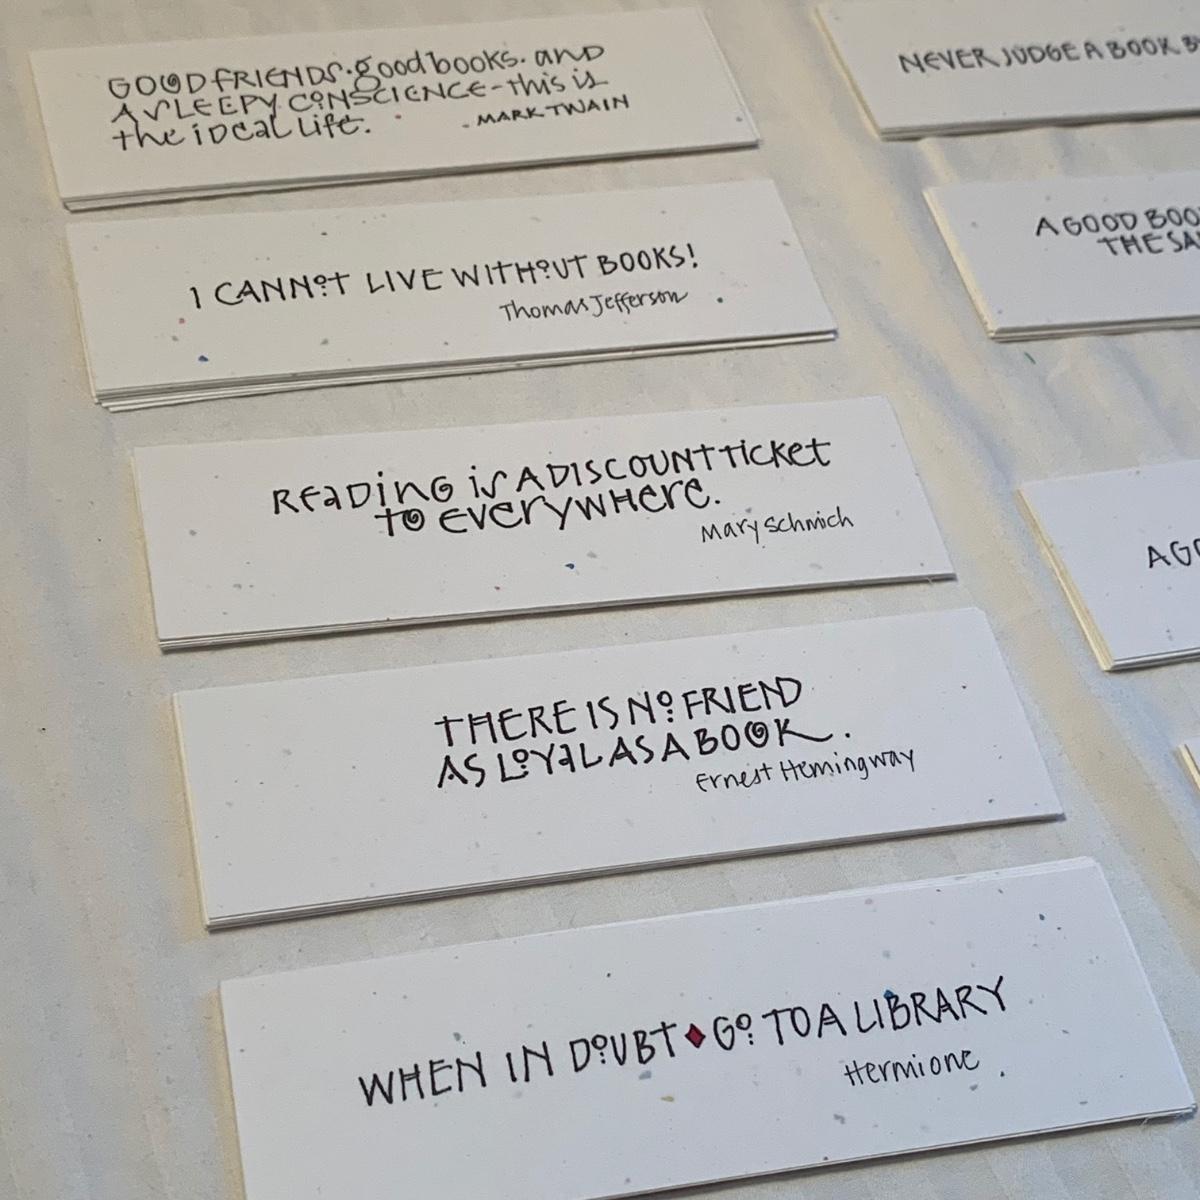 GOOD FRIENDS. good books. and
A SLEEPY CONSCIENCE - this is
the iDeal Life.
- MARK TWAIN
I CANNOT LIVE WITHOUT BOOKS!
Thomas Jefferson
ReaDinG is A DISCOUNT Ticket
to everywhere.
Mary Schmich
THERE IS NO FRIEND
AS LOYAL AS A BOOK.
Ernest Hemingway
WHEN IN DOUBT ♦ GO TO A LIBRARY
Hermione
NEVER JUDGE A BOOK B
A GOOD BOO
THE SA
A GO